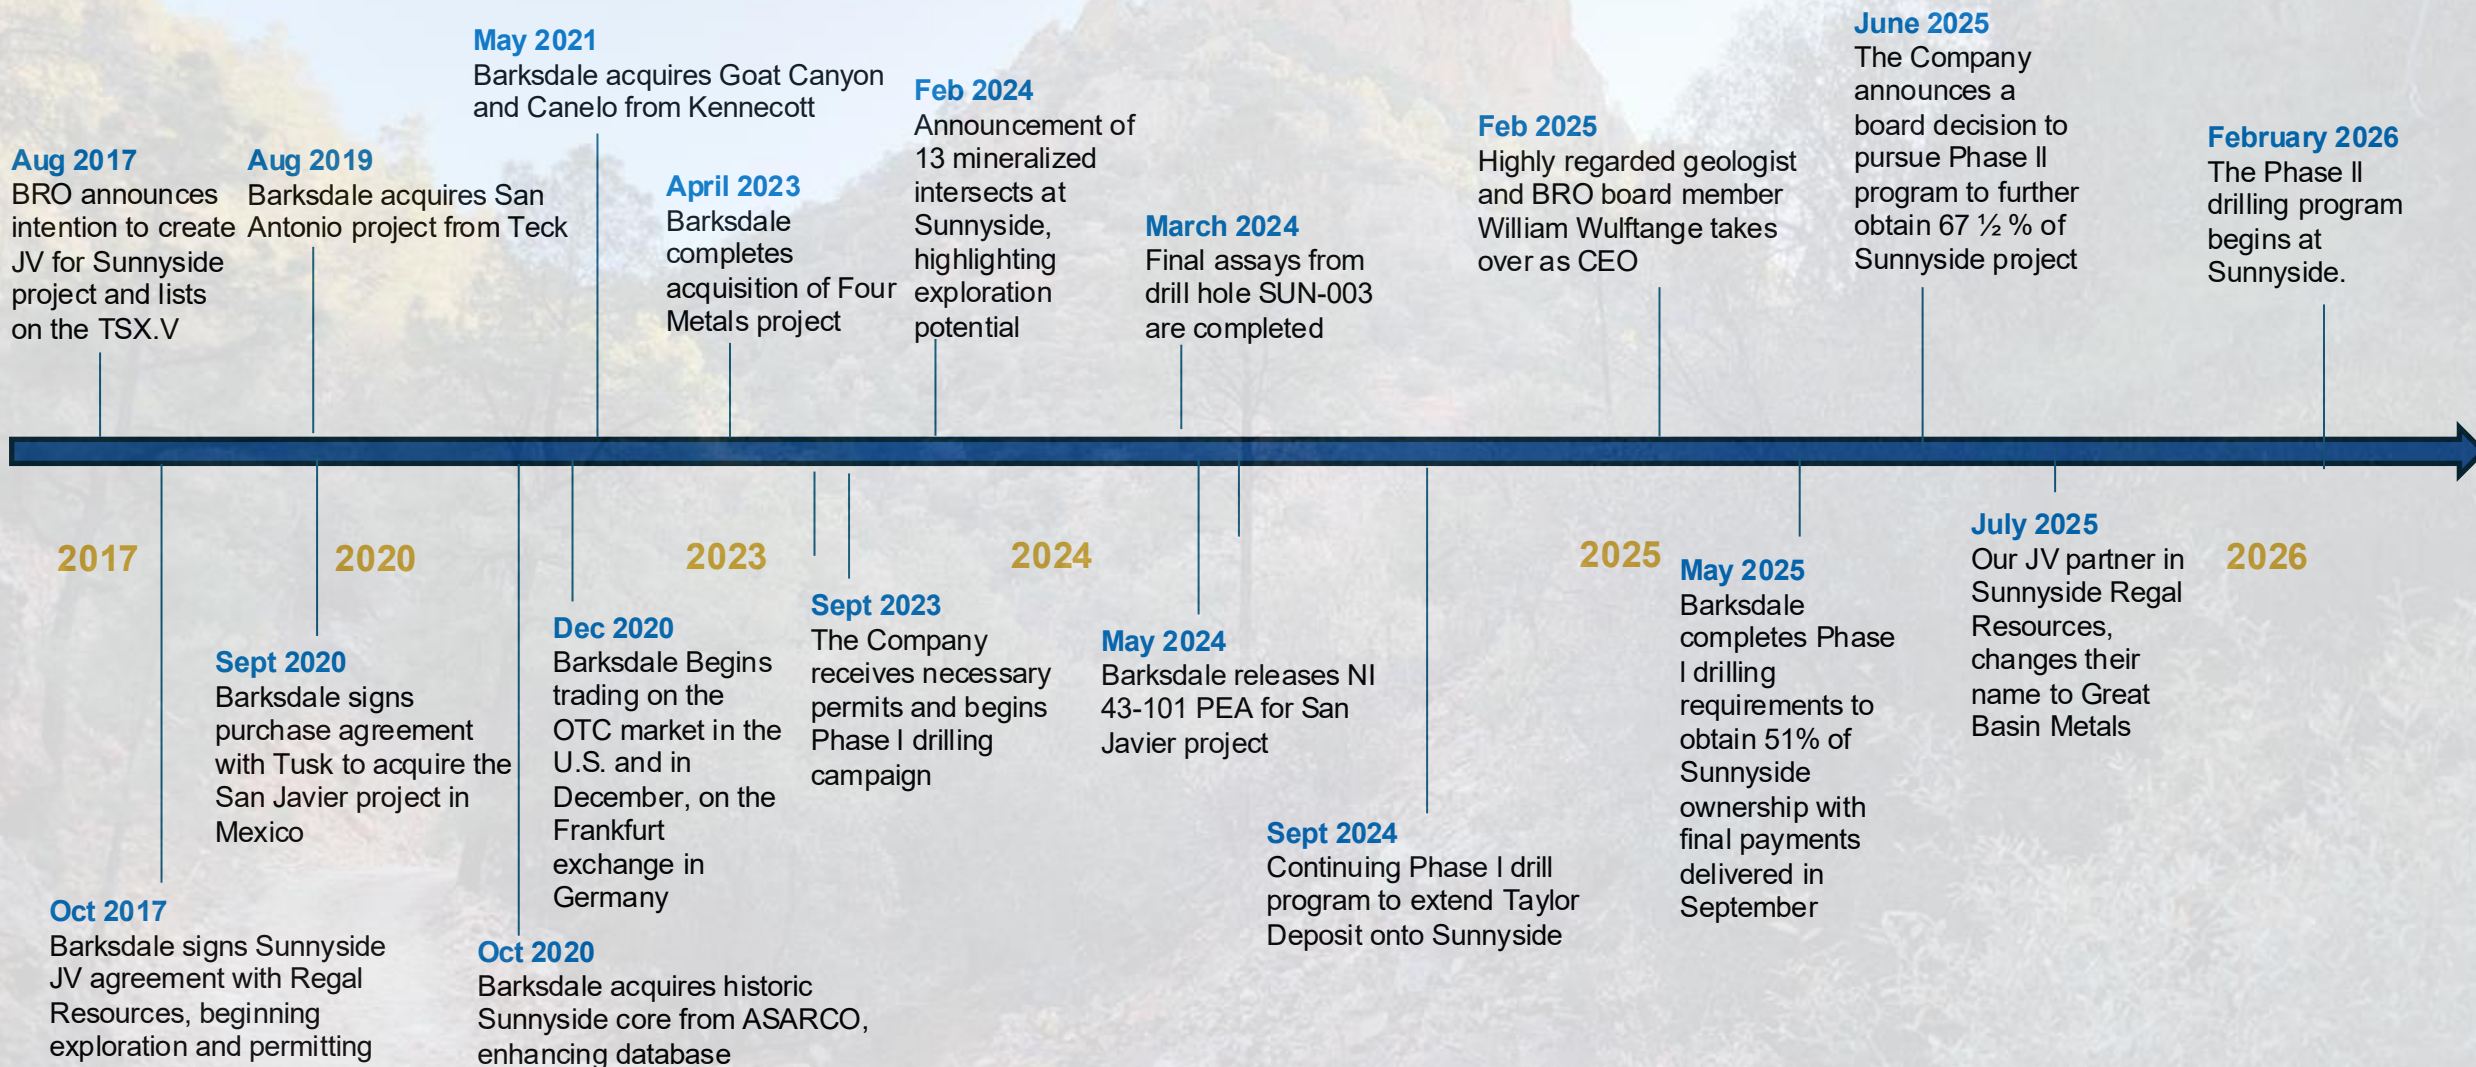 May 2021
Barksdale acquires Goat Canyon
and Canelo from Kennecott
June 2025
The Company
announces a
board decision to
pursue Phase II
program to further
obtain 67 ½ % of
Sunnyside project
Feb 2024
Announcement of
13 mineralized
intersects at
Sunnyside,
highlighting
exploration
potential
Feb 2025
Highly regarded geologist
and BRO board member
William Wulftange takes
over as CEO
February 2026
The Phase II
drilling program
begins at
Sunnyside.
Aug 2017
BRO announces
intention to create
JV for Sunnyside
project and lists
on the TSX.V
Aug 2019
Barksdale acquires San
Antonio project from Teck
April 2023
Barksdale
completes
acquisition of Four
Metals project
March 2024
Final assays from
drill hole SUN-003
are completed
2017
2020
2023
2024
2025
2026
Sept 2020
Barksdale signs
purchase agreement
with Tusk to acquire the
San Javier project in
Mexico
Dec 2020
Barksdale Begins
trading on the
OTC market in the
U.S. and in
December, on the
Frankfurt
exchange in
Germany
Sept 2023
The Company
receives necessary
permits and begins
Phase I drilling
campaign
May 2024
Barksdale releases NI
43-101 PEA for San
Javier project
May 2025
Barksdale
completes Phase
I drilling
requirements to
obtain 51% of
Sunnyside
ownership with
final payments
delivered in
September
July 2025
Our JV partner in
Sunnyside Regal
Resources,
changes their
name to Great
Basin Metals
Sept 2024
Continuing Phase I drill
program to extend Taylor
Deposit onto Sunnyside
Oct 2017
Barksdale signs Sunnyside
JV agreement with Regal
Resources, beginning
exploration and permitting
Oct 2020
Barksdale acquires historic
Sunnyside core from ASARCO,
enhancing database